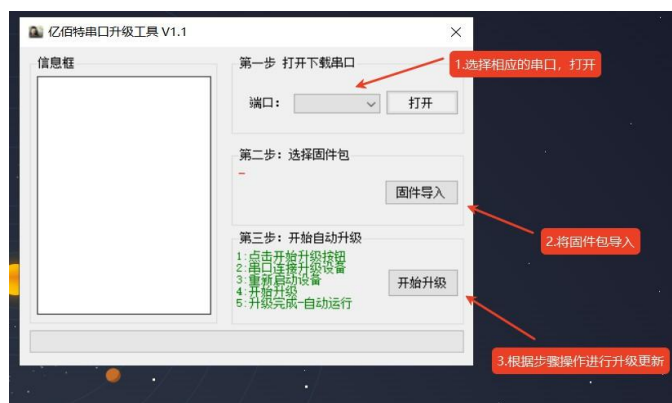 亿佰特串口升级工具 V1.1
信息框
第一步 打开下载串口
端口：
打开
1.选择相应的串口，打开
第二步：选择固件包
-
固件导入
2.将固件包导入
第三步：开始自动升级
1:点击开始升级按钮
2:串口连接升级设备
3:重新启动设备
4:开始升级
5:升级完成-自动运行
开始升级
3.根据步骤操作进行升级更新